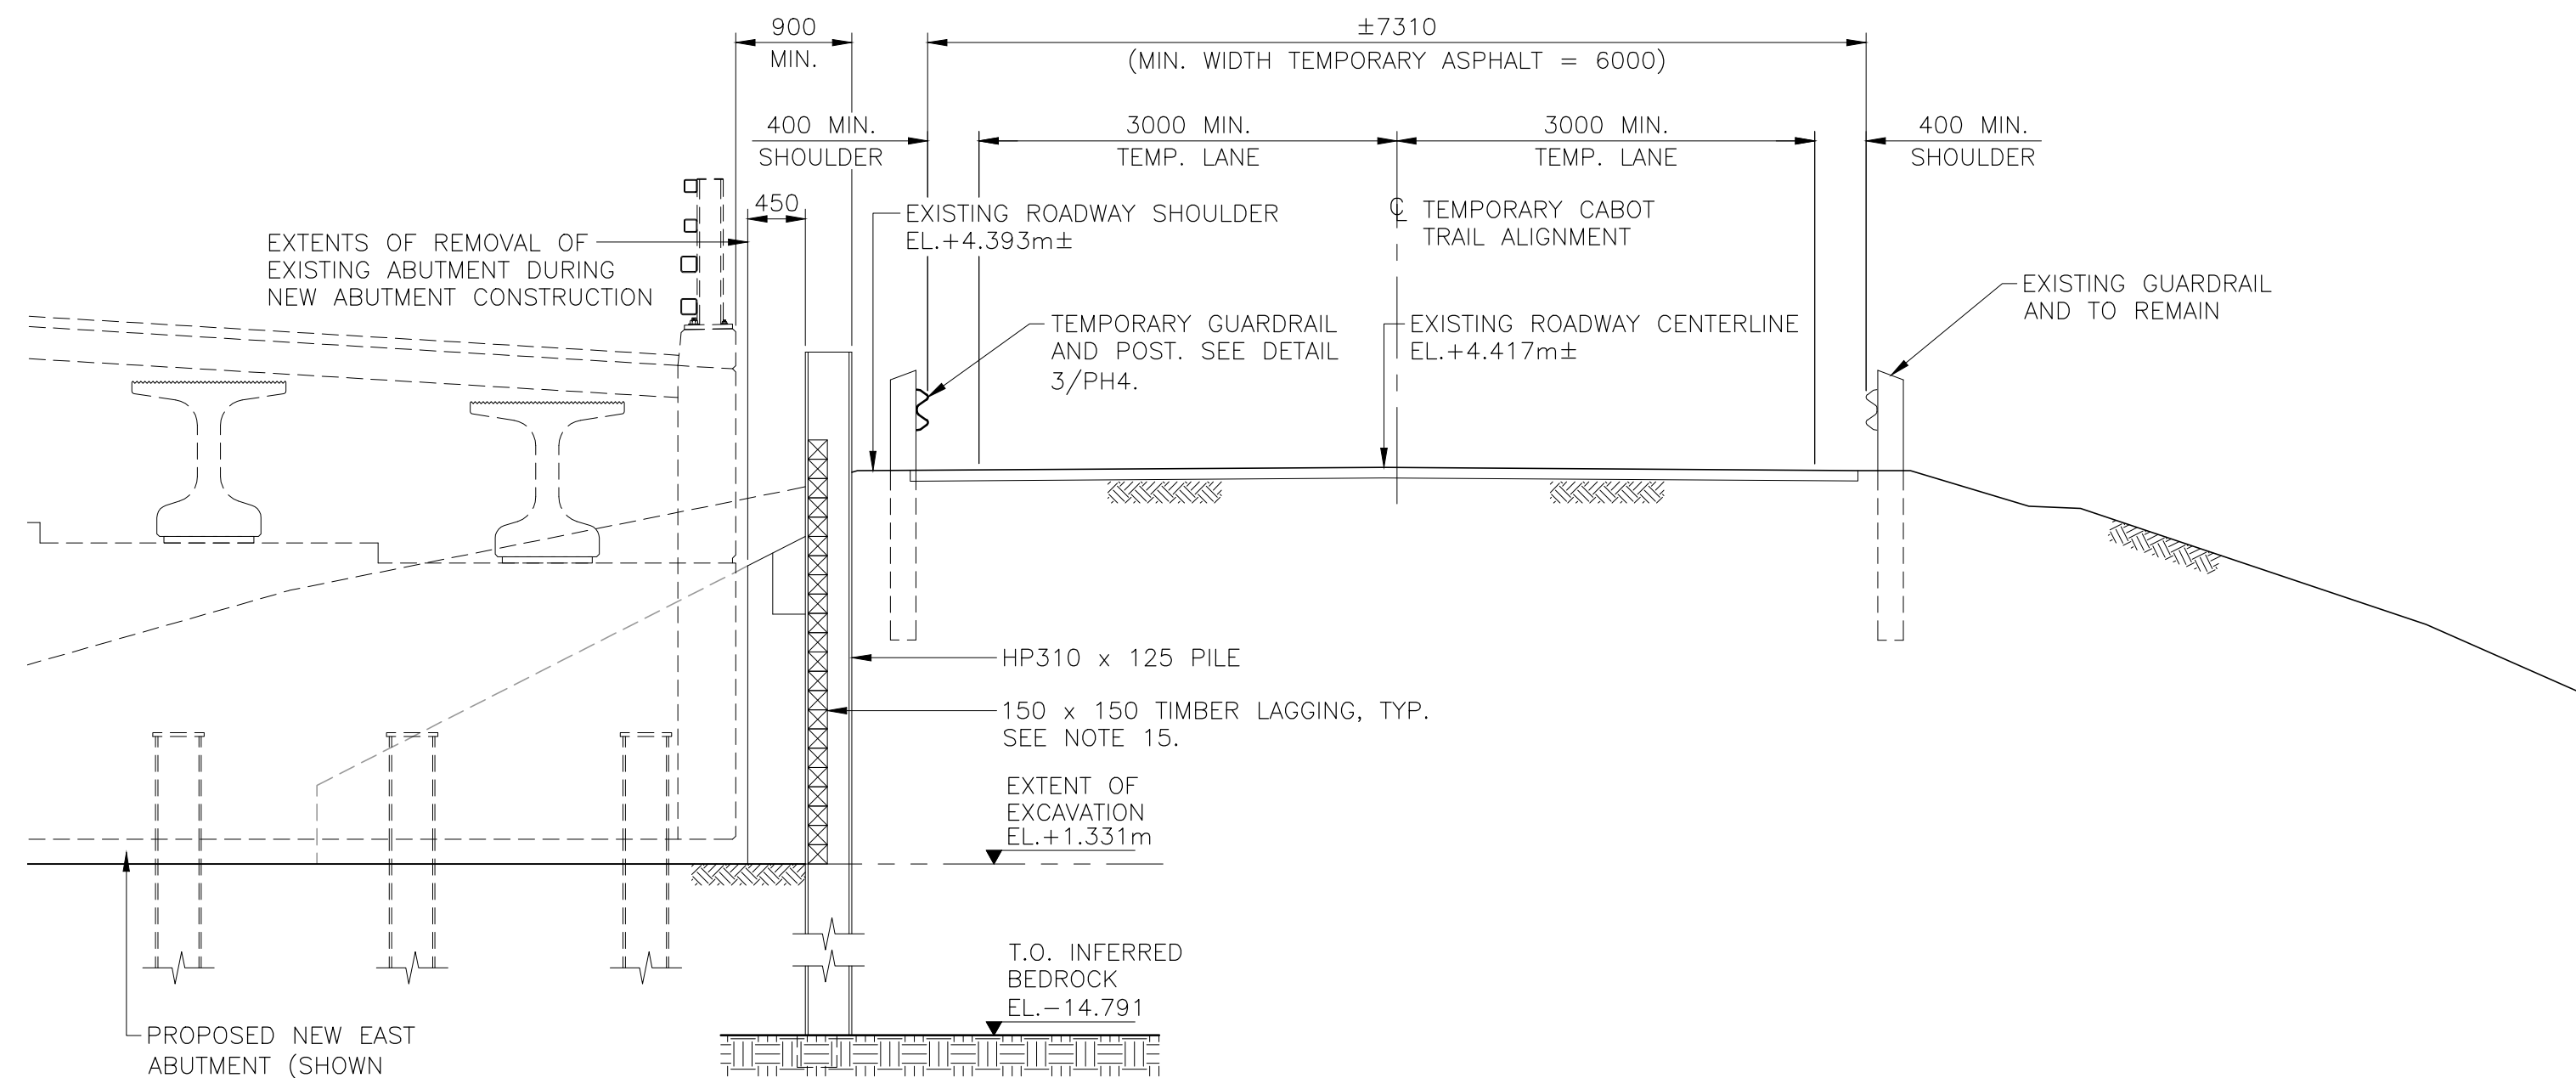 900
MIN.
±7310
(MIN. WIDTH TEMPORARY ASPHALT = 6000)
400 MIN.
SHOULDER
3000 MIN.
TEMP. LANE
3000 MIN.
TEMP. LANE
400 MIN.
SHOULDER
450
EXISTING ROADWAY SHOULDER
EL.+4.393m±
℄ TEMPORARY CABOT
TRAIL ALIGNMENT
EXTENTS OF REMOVAL OF
EXISTING ABUTMENT DURING
NEW ABUTMENT CONSTRUCTION
EXISTING GUARDRAIL
AND TO REMAIN
TEMPORARY GUARDRAIL
AND POST. SEE DETAIL
3/PH4.
EXISTING ROADWAY CENTERLINE
EL.+4.417m±
HP310 x 125 PILE
150 x 150 TIMBER LAGGING, TYP.
SEE NOTE 15.
EXTENT OF
EXCAVATION
EL.+1.331m
T.O. INFERRED
BEDROCK
EL.-14.791
PROPOSED NEW EAST
ABUTMENT (SHOWN